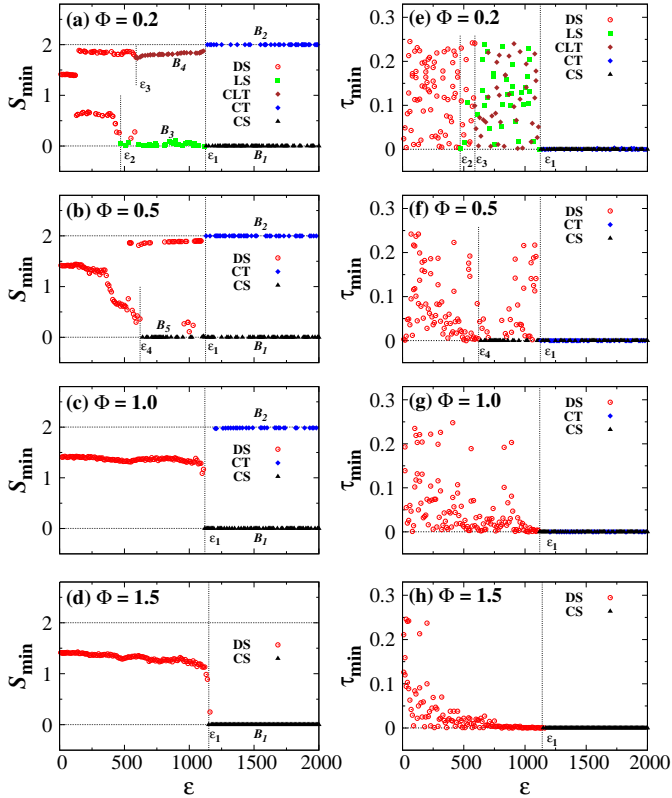 (a) Φ = 0.2
S_min
2
1
0
B_2
B_4
ε_3
B_3
ε_2
ε_1
B_1
DS
LS
CLT
CT
CS
(e) Φ = 0.2
τ_min
0.3
0.2
0.1
0
ε_2
ε_3
ε_1
DS
LS
CLT
CT
CS
(b) Φ = 0.5
S_min
2
1
0
B_2
B_5
ε_4
ε_1
B_1
DS
CT
CS
(f) Φ = 0.5
τ_min
0.3
0.2
0.1
0
ε_4
ε_1
DS
CT
CS
(c) Φ = 1.0
S_min
2
1
0
B_2
ε_1
B_1
DS
CT
CS
(g) Φ = 1.0
τ_min
0.3
0.2
0.1
0
ε_1
DS
CT
CS
(d) Φ = 1.5
S_min
2
1
0
ε_1
B_1
DS
CS
0 500 1000 1500 2000
ε
(h) Φ = 1.5
τ_min
0.3
0.2
0.1
0
ε_1
DS
CS
0 500 1000 1500 2000
ε